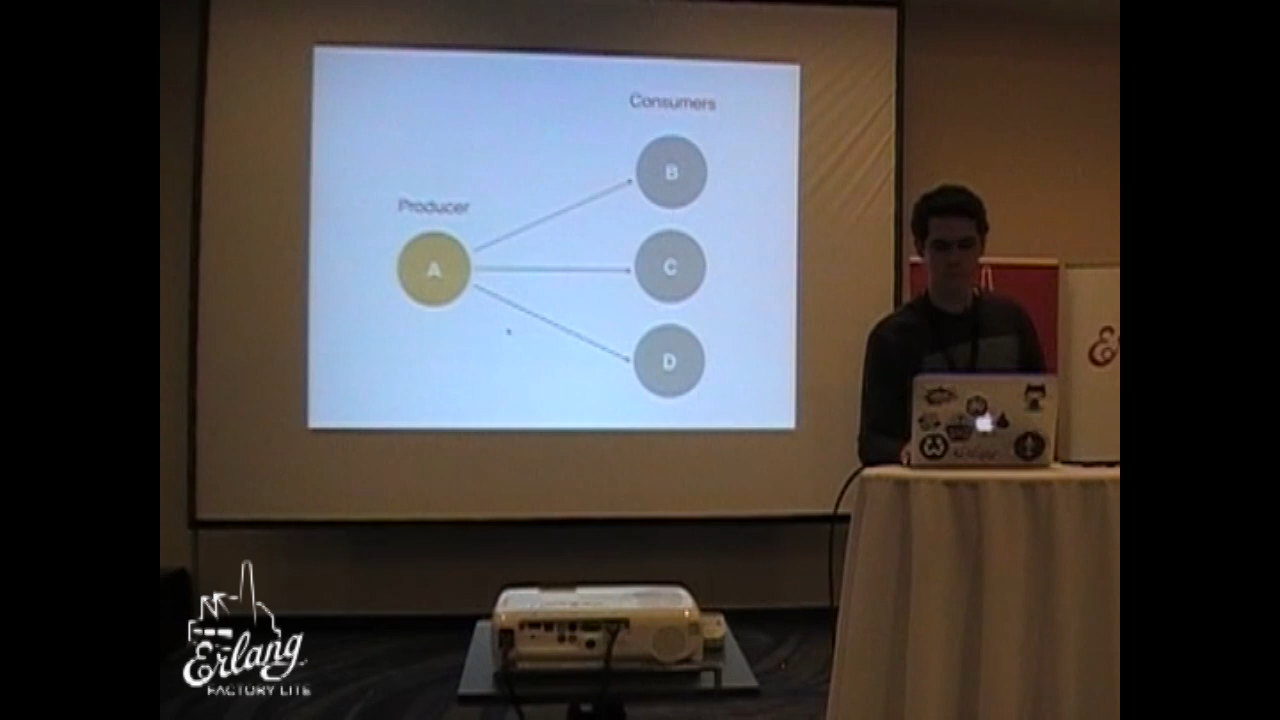 Consumers
B
Producer
A
C
D
Erlang
FACTORY LITE